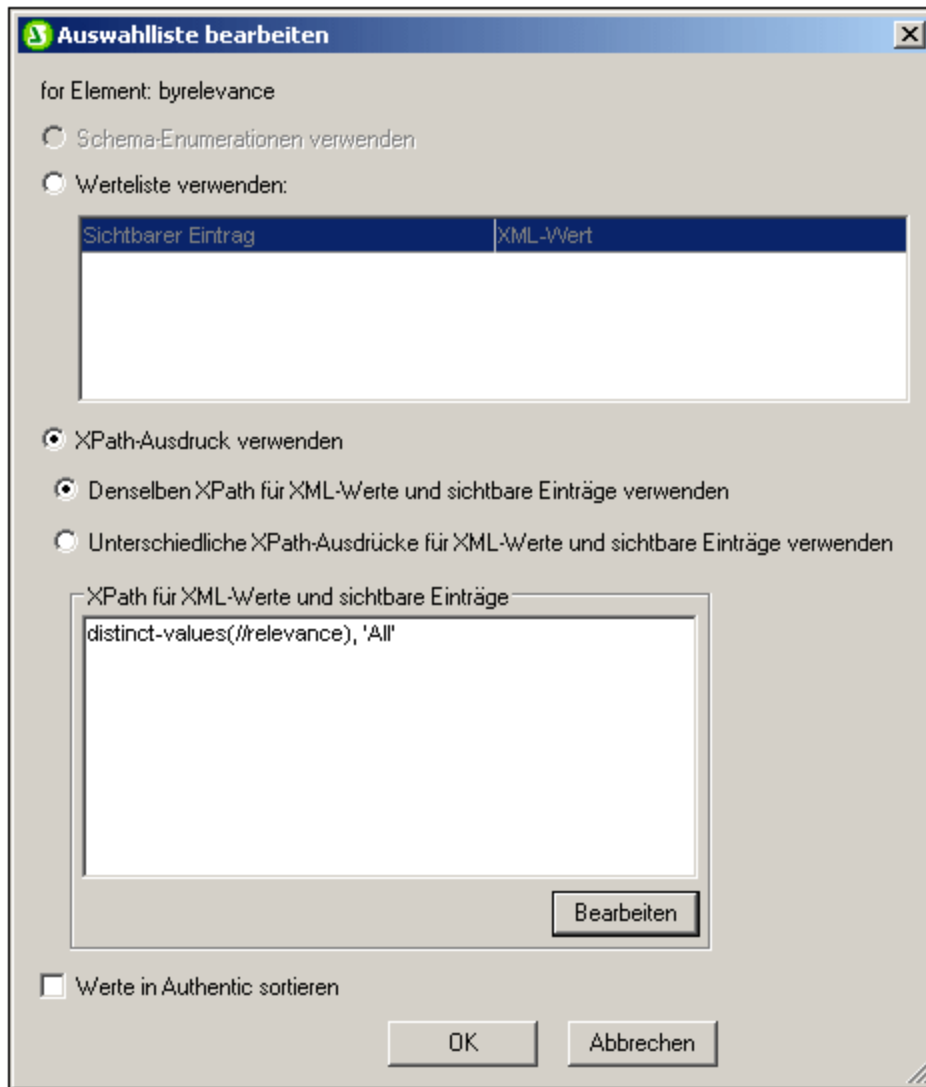 Auswahlliste bearbeiten
for Element: byrelevance
Schema-Enumerationen verwenden
Werteliste verwenden:
Sichtbarer Eintrag XML-Wert
XPath-Ausdruck verwenden
Denselben XPath für XML-Werte und sichtbare Einträge verwenden
Unterschiedliche XPath-Ausdrücke für XML-Werte und sichtbare Einträge verwenden
XPath für XML-Werte und sichtbare Einträge
distinct-values(//relevance), 'All'
Bearbeiten
Werte in Authentic sortieren
OK Abbrechen